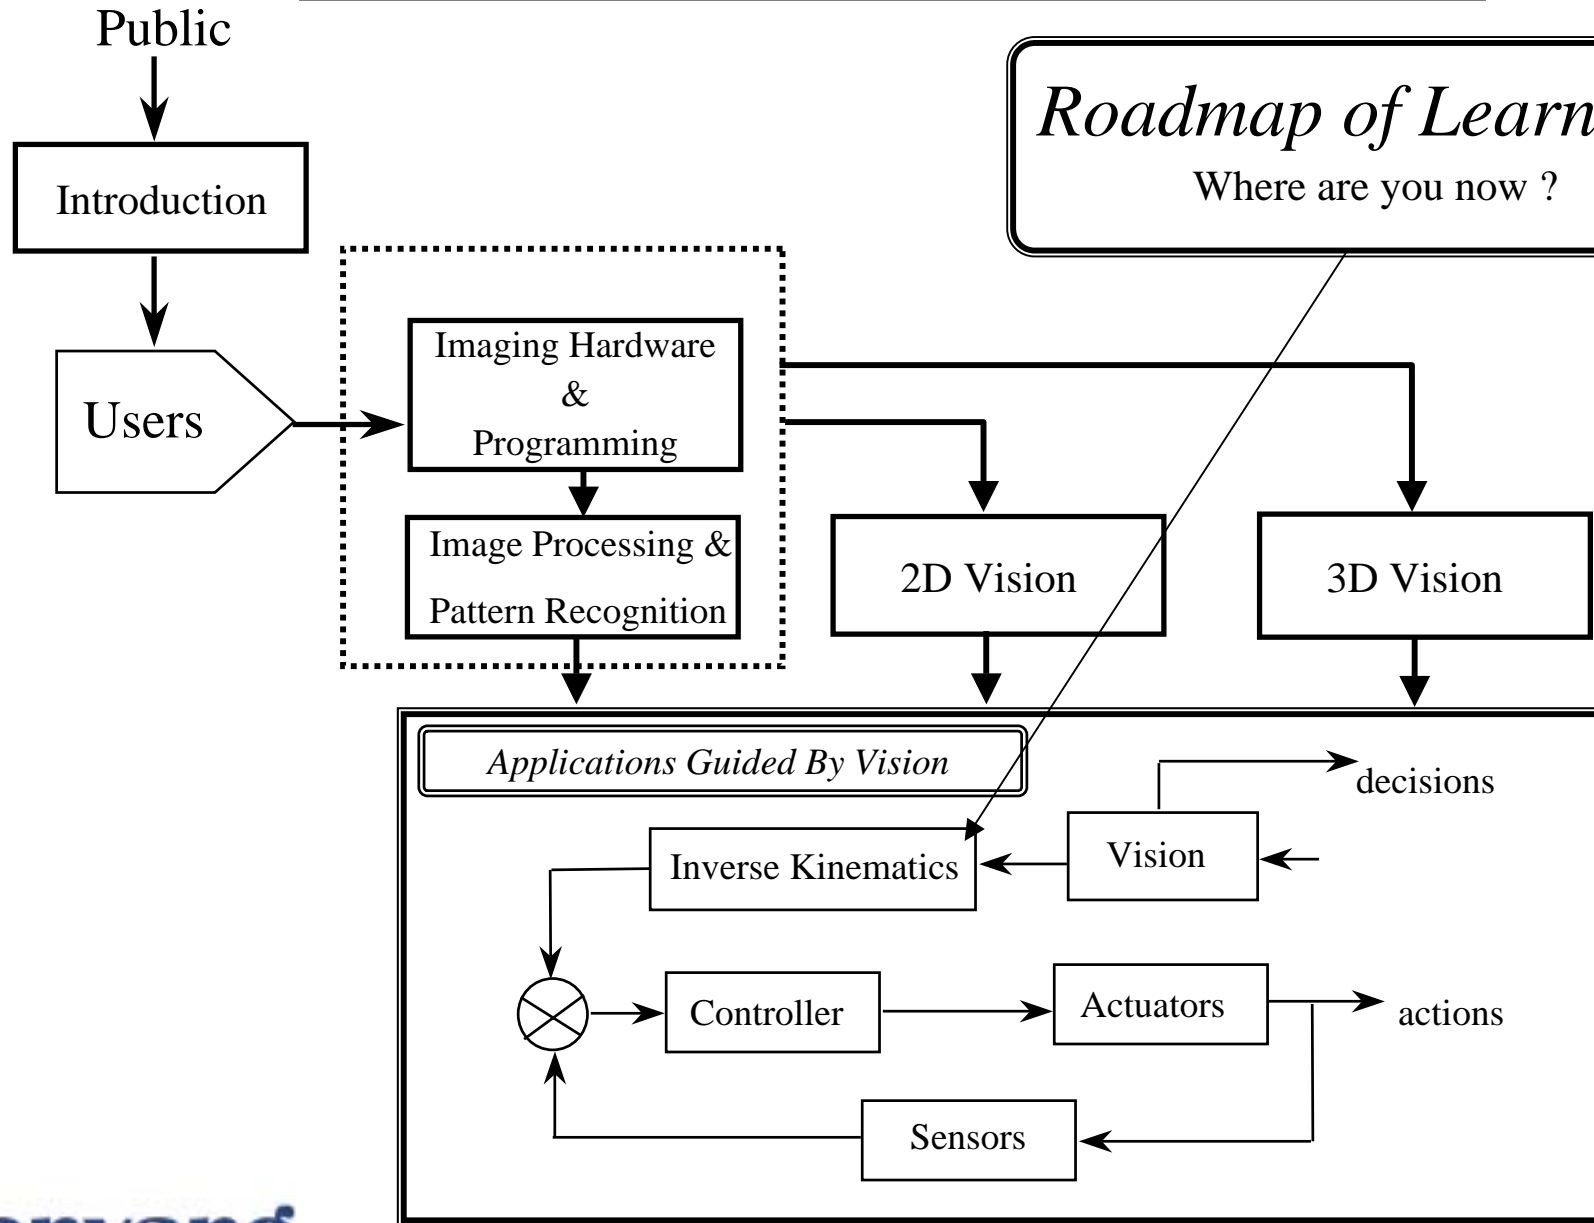 Public
Roadmap of Learn
Where are you now ?
Introduction
Users
Imaging Hardware
&
Programming
Image Processing &
Pattern Recognition
2D Vision
3D Vision
Applications Guided By Vision
decisions
Inverse Kinematics
Vision
Controller
Actuators
actions
Sensors